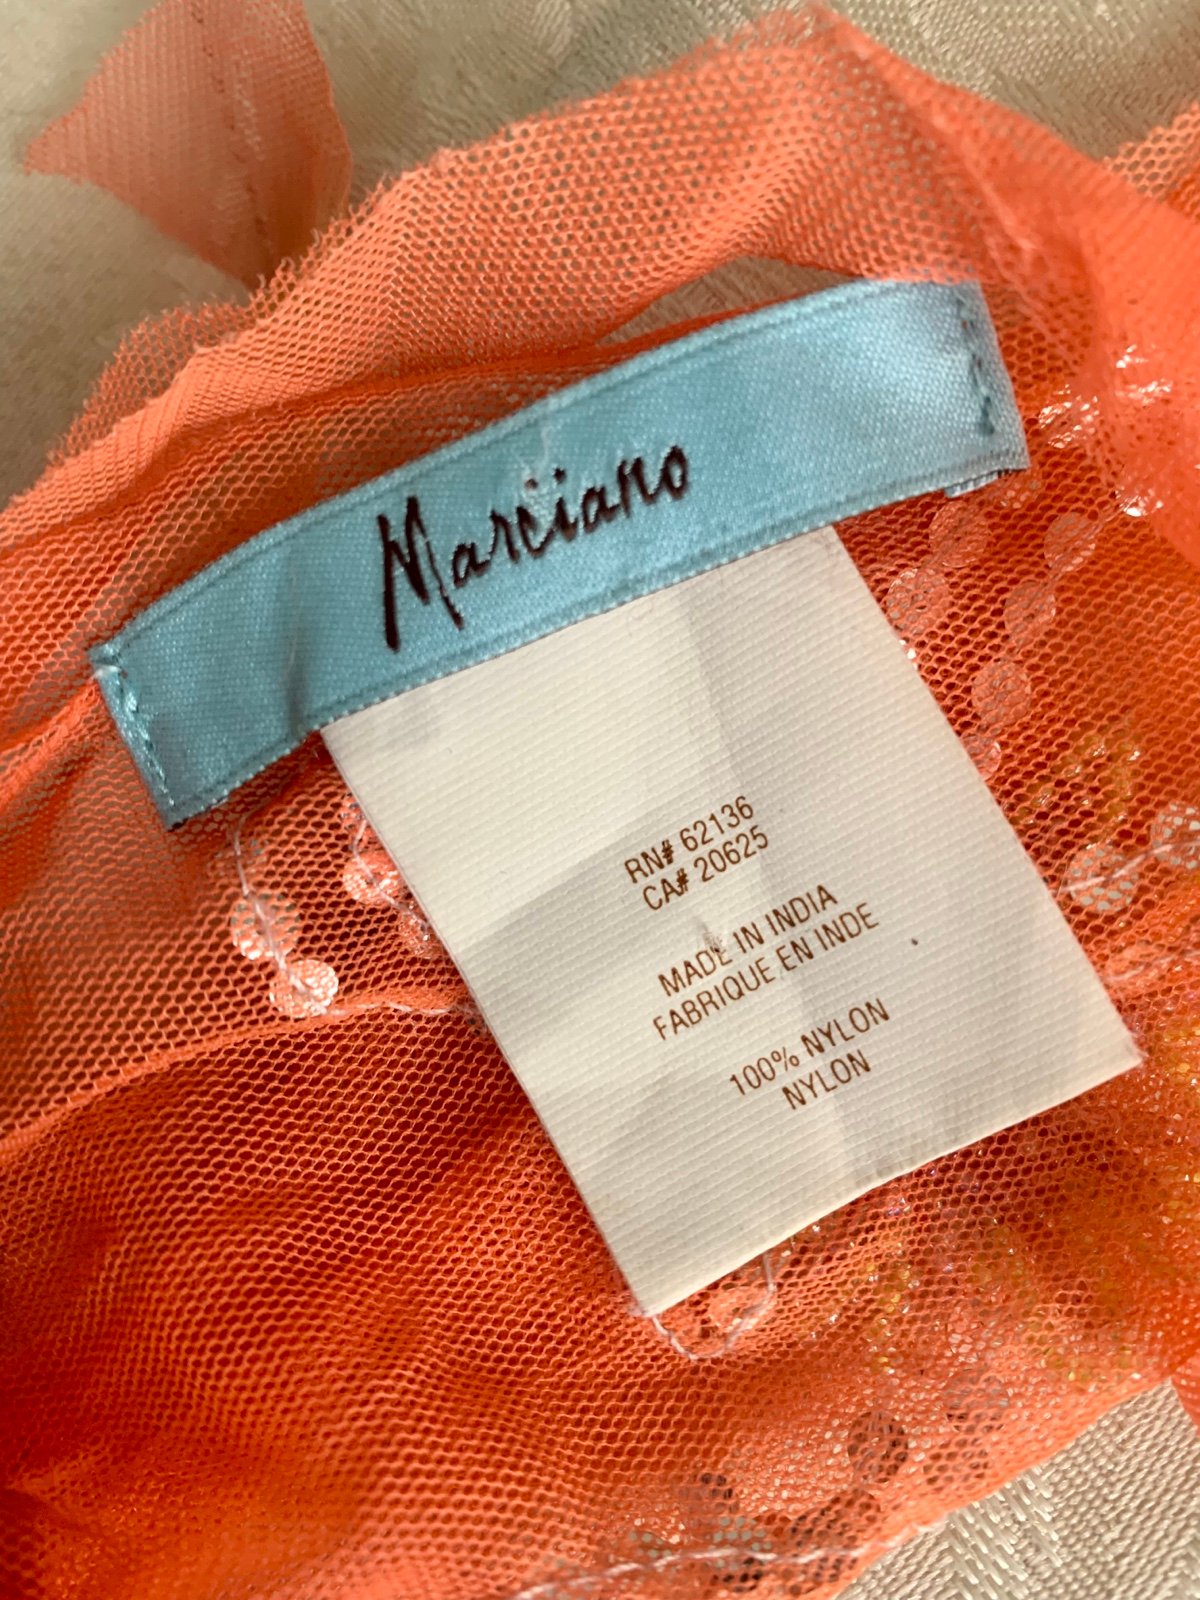 Marciano
RN# 62136
CA# 20625
MADE IN INDIA
FABRIQUE EN INDE
100% NYLON
NYLON